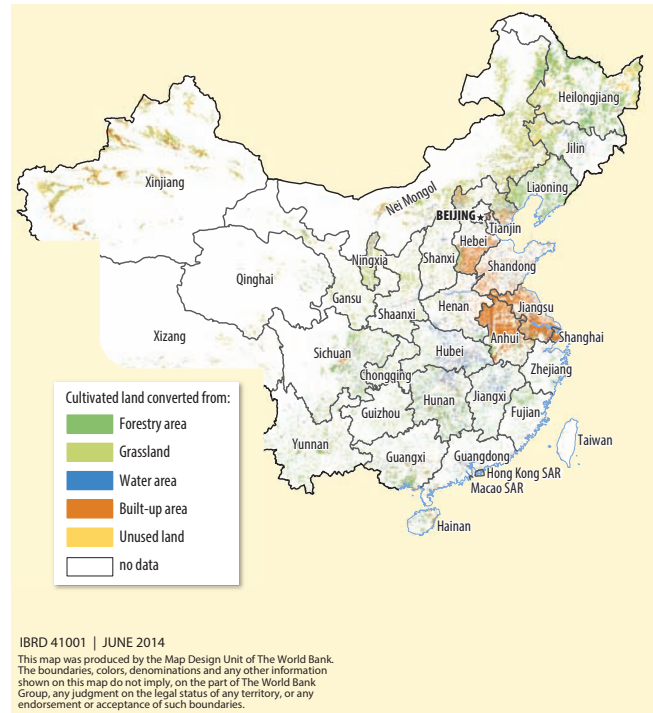 Heilongjiang
Jilin
Liaoning
Xinjiang
Nei Mongol
BEIJING
Tianjin
Hebei
Ningxia
Shanxi
Shandong
Qinghai
Gansu
Shaanxi
Henan
Jiangsu
Xizang
Anhui
Shanghai
Sichuan
Hubei
Zhejiang
Chongqing
Cultivated land converted from:
Forestry area
Grassland
Water area
Built-up area
Unused land
no data
Hunan
Jiangxi
Guizhou
Fujian
Yunnan
Taiwan
Guangxi
Guangdong
Hong Kong SAR
Macao SAR
Hainan
IBRD 41001 | JUNE 2014
This map was produced by the Map Design Unit of The World Bank.
The boundaries, colors, denominations and any other information
shown on this map do not imply, on the part of The World Bank
Group, any judgment on the legal status of any territory, or any
endorsement or acceptance of such boundaries.